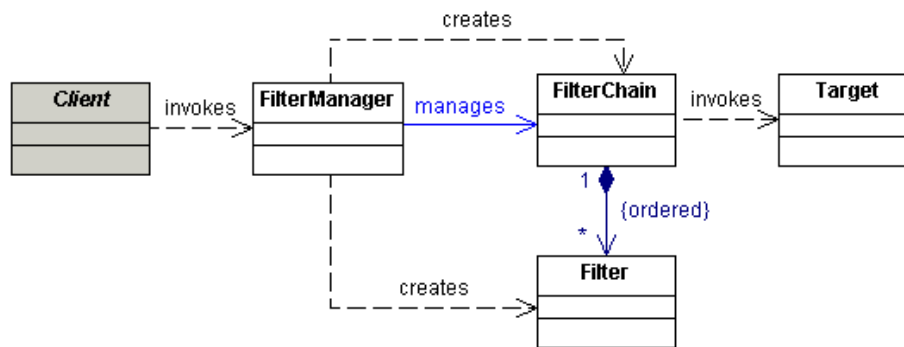 creates
Client
invokes
FilterManager
manages
FilterChain
invokes
Target
1
{ordered}
*
creates
Filter